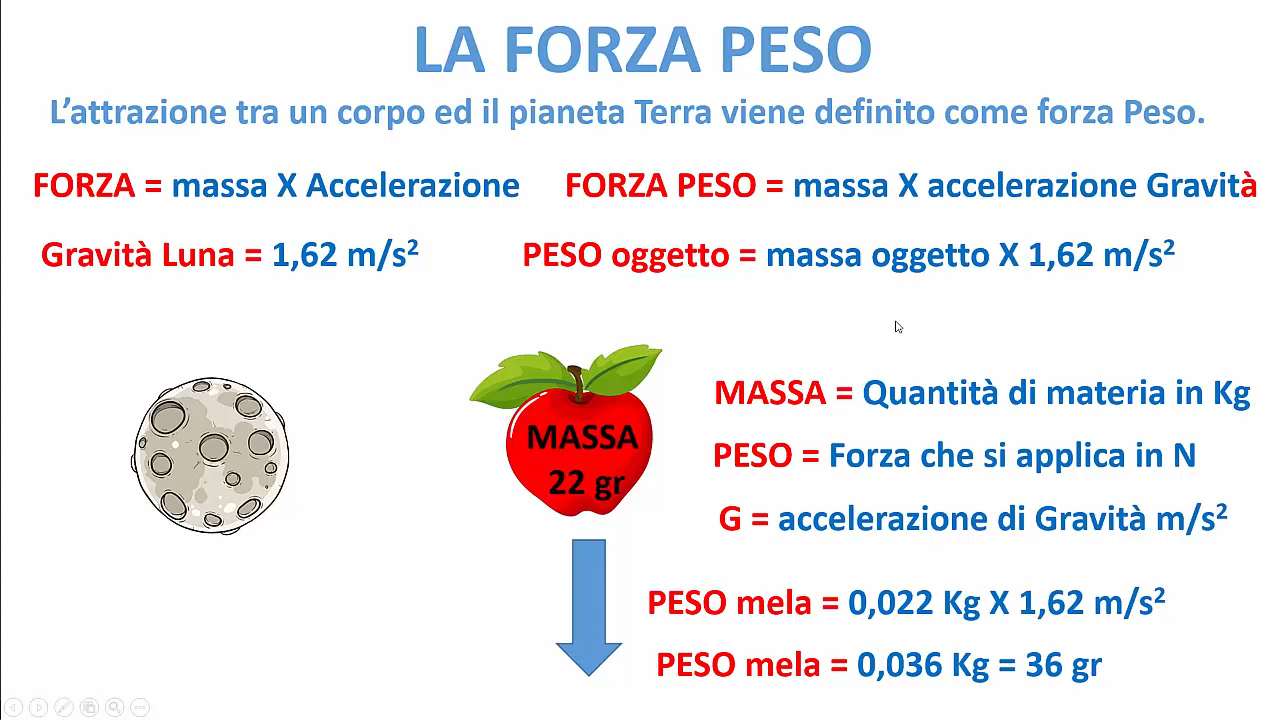 LA FORZA PESO
L’attrazione tra un corpo ed il pianeta Terra viene definito come forza Peso.
FORZA = massa X Accelerazione
FORZA PESO = massa X accelerazione Gravità
Gravità Luna = 1,62 m/s²
PESO oggetto = massa oggetto X 1,62 m/s²
MASSA
22 gr
MASSA = Quantità di materia in Kg
PESO = Forza che si applica in N
G = accelerazione di Gravità m/s²
PESO mela = 0,022 Kg X 1,62 m/s²
PESO mela = 0,036 Kg = 36 gr